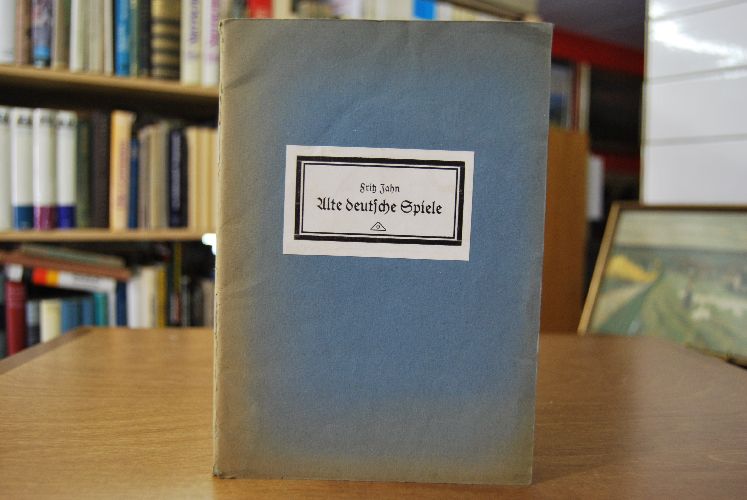 Fritz Jahn
Alte deutsche Spiele